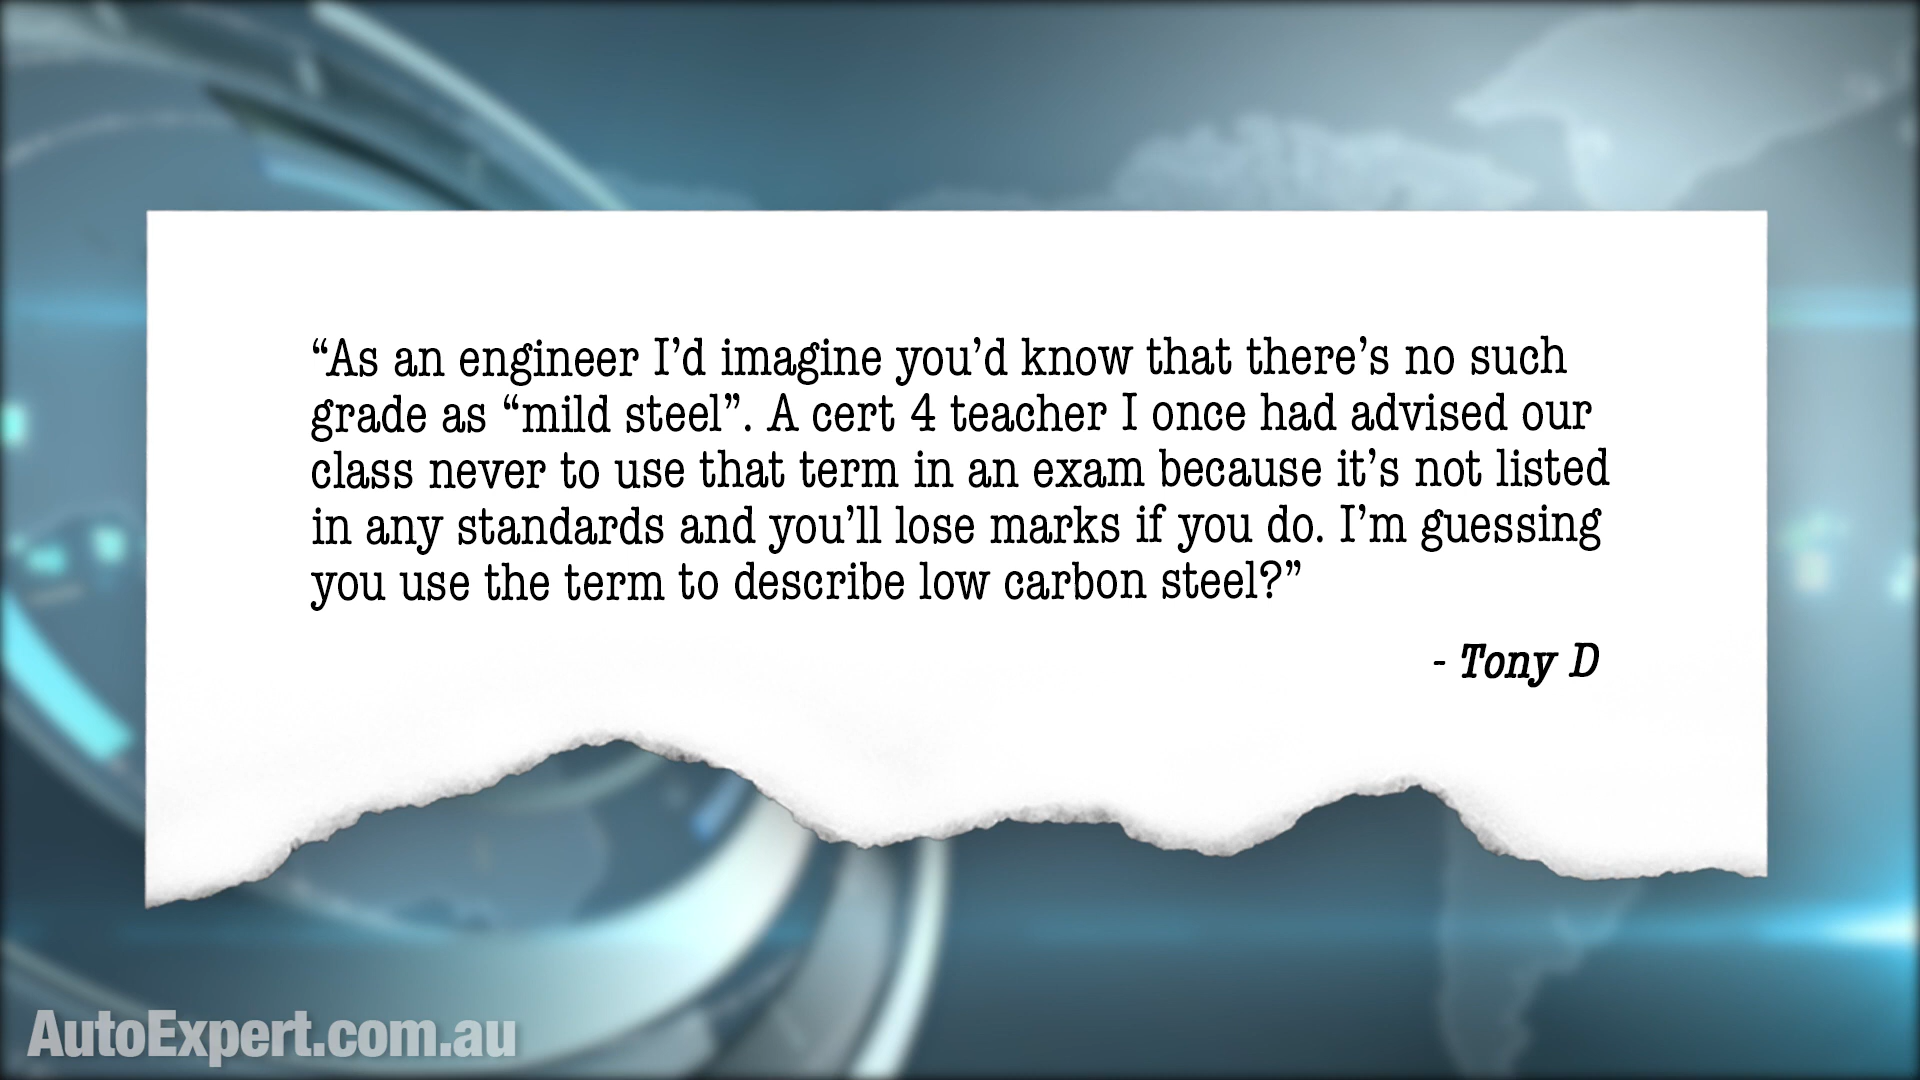 “As an engineer I’d imagine you’d know that there’s no such
grade as “mild steel”. A cert 4 teacher I once had advised our
class never to use that term in an exam because it’s not listed
in any standards and you’ll lose marks if you do. I’m guessing
you use the term to describe low carbon steel?”
- Tony D
AutoExpert.com.au